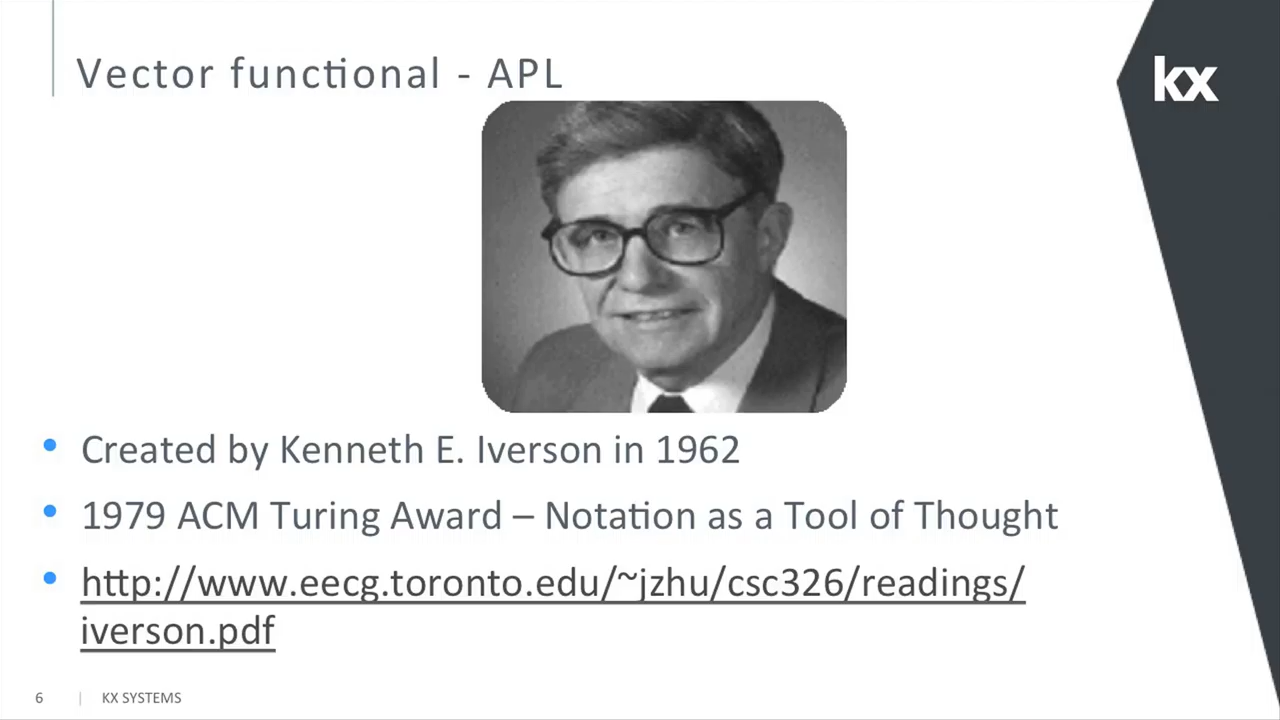 Vector functional - APL
kx
Created by Kenneth E. Iverson in 1962
1979 ACM Turing Award – Notation as a Tool of Thought
http://www.eecg.toronto.edu/~jzhu/csc326/readings/
iverson.pdf
6 | KX SYSTEMS